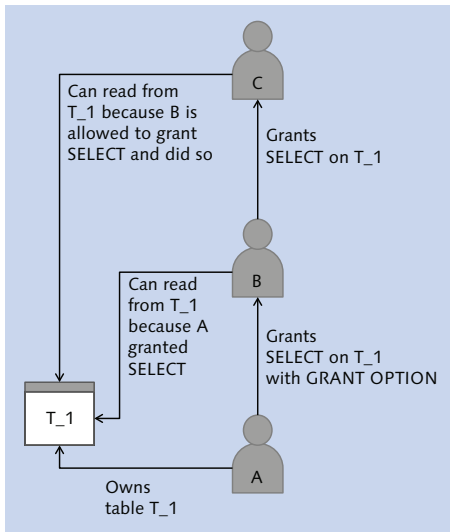 C
Can read from
T_1 because B is
allowed to grant
SELECT and did so
Grants
SELECT on T_1
B
Can read
from T_1
because A
granted
SELECT
Grants
SELECT on T_1
with GRANT OPTION
T_1
A
Owns
table T_1